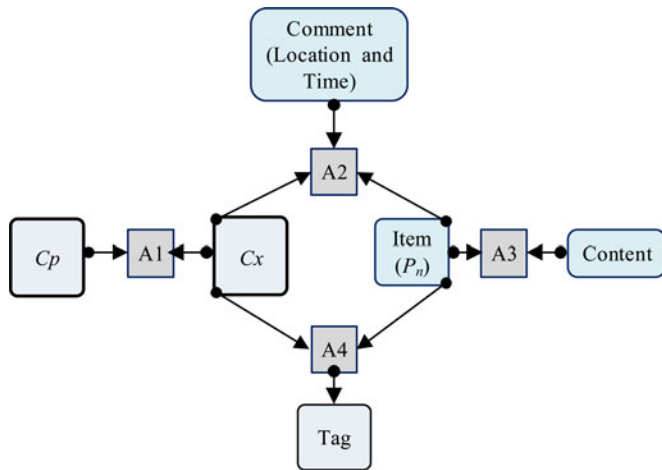 Comment
(Location and
Time)
A2
Cp
A1
Cx
Item
(Pn)
A3
Content
A4
Tag